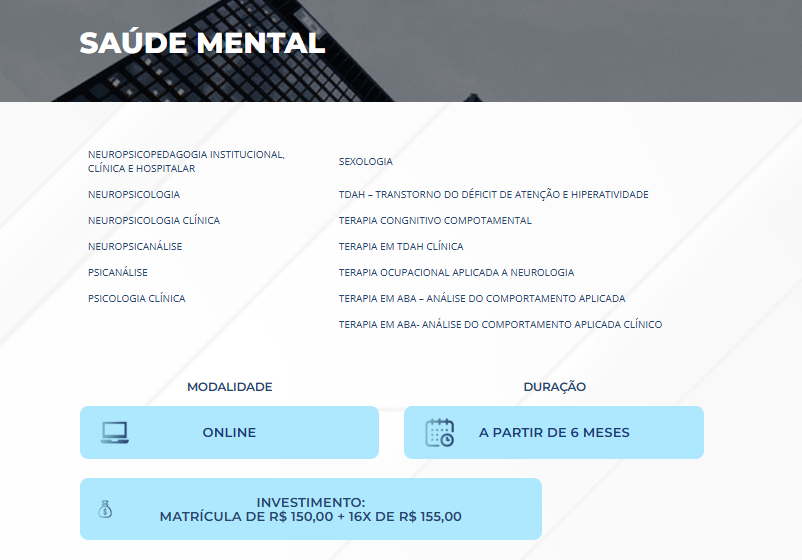 SAÚDE MENTAL
NEUROPSICOPEDAGOGIA INSTITUCIONAL,
CLÍNICA E HOSPITALAR
SEXOLOGIA
NEUROPSICOLOGIA
TDAH – TRANSTORNO DO DÉFICIT DE ATENÇÃO E HIPERATIVIDADE
NEUROPSICOLOGIA CLÍNICA
TERAPIA CONGNITIVO COMPOTAMENTAL
NEUROPSICANÁLISE
TERAPIA EM TDAH CLÍNICA
PSICANÁLISE
TERAPIA OCUPACIONAL APLICADA A NEUROLOGIA
PSICOLOGIA CLÍNICA
TERAPIA EM ABA – ANÁLISE DO COMPORTAMENTO APLICADA
TERAPIA EM ABA- ANÁLISE DO COMPORTAMENTO APLICADA CLÍNICO
MODALIDADE
DURAÇÃO
ONLINE
A PARTIR DE 6 MESES
INVESTIMENTO:
MATRÍCULA DE R$ 150,00 + 16X DE R$ 155,00